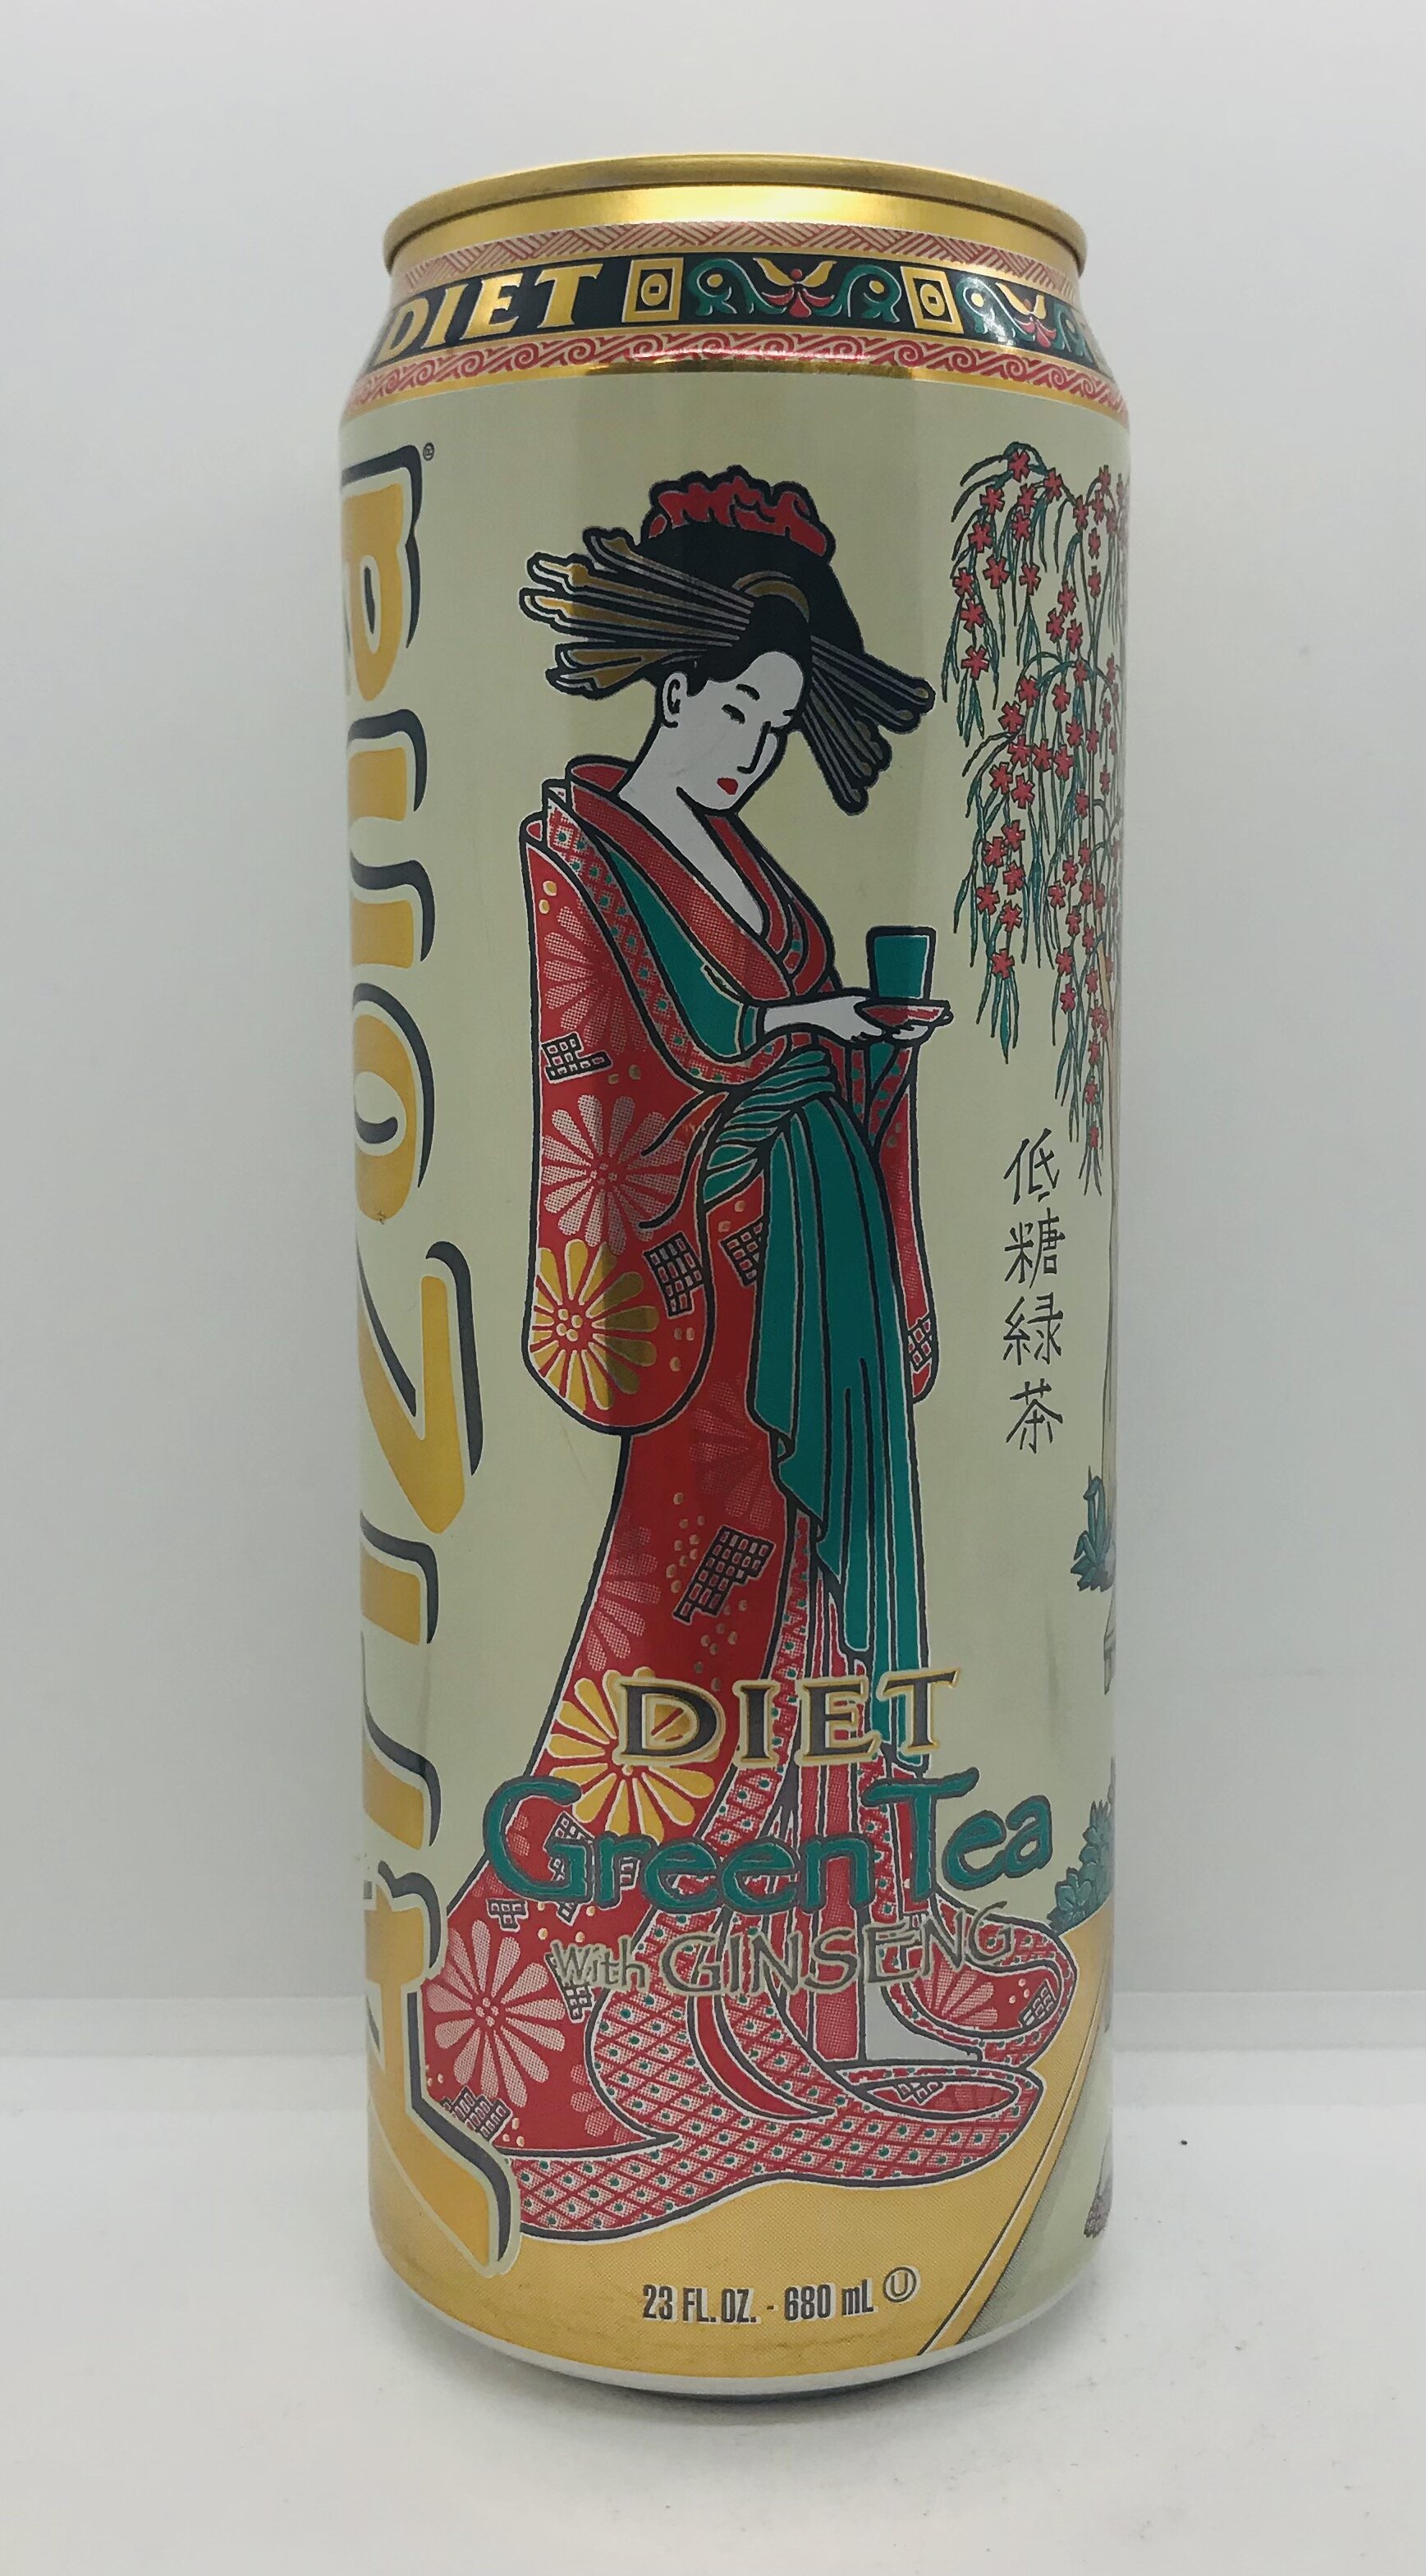 DIET
ARIZONA®
低
糖
緑
茶
DIET
Green Tea
With GINSENG
23 FL. OZ. - 680 mL Ⓤ